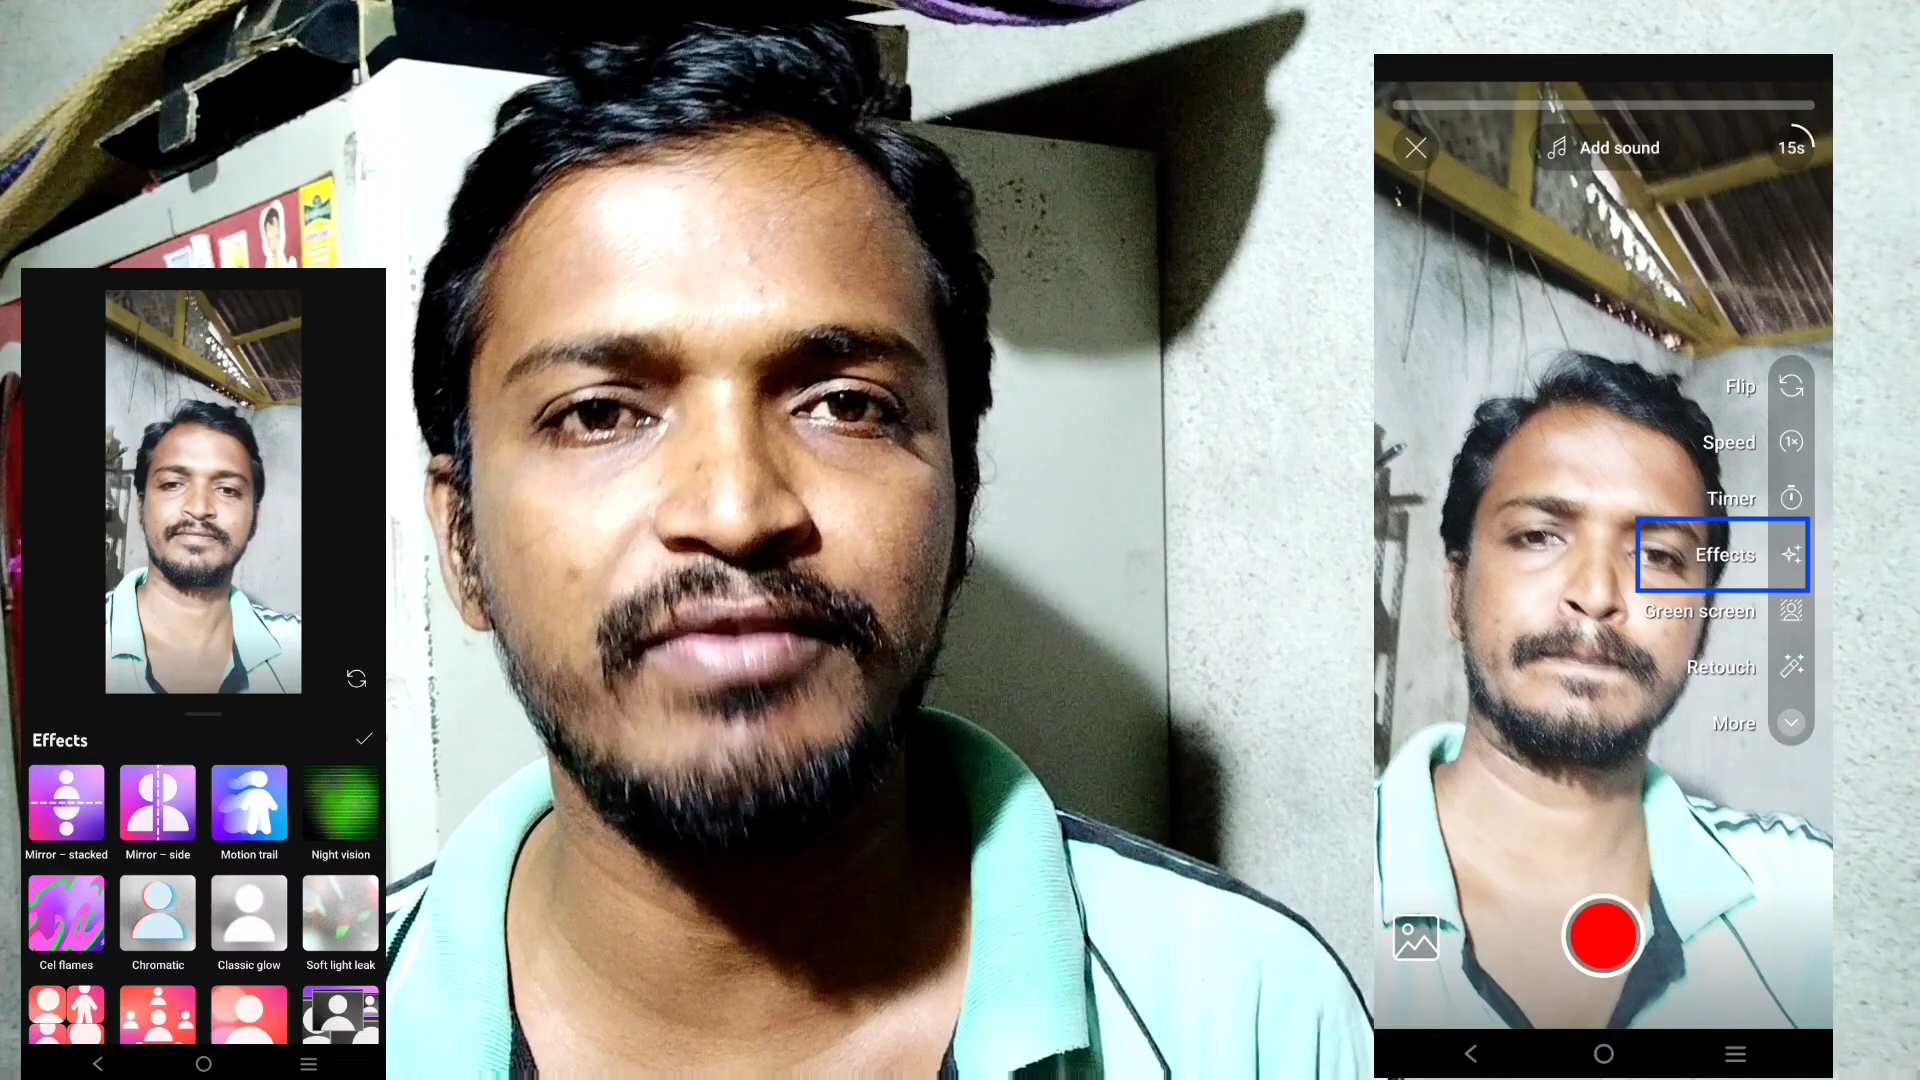 Effects
Mirror – stacked
Mirror – side
Motion trail
Night vision
Cel flames
Chromatic
Classic glow
Soft light leak
Add sound
15s
Flip
Speed
1×
Timer
Effects
Green screen
Retouch
More